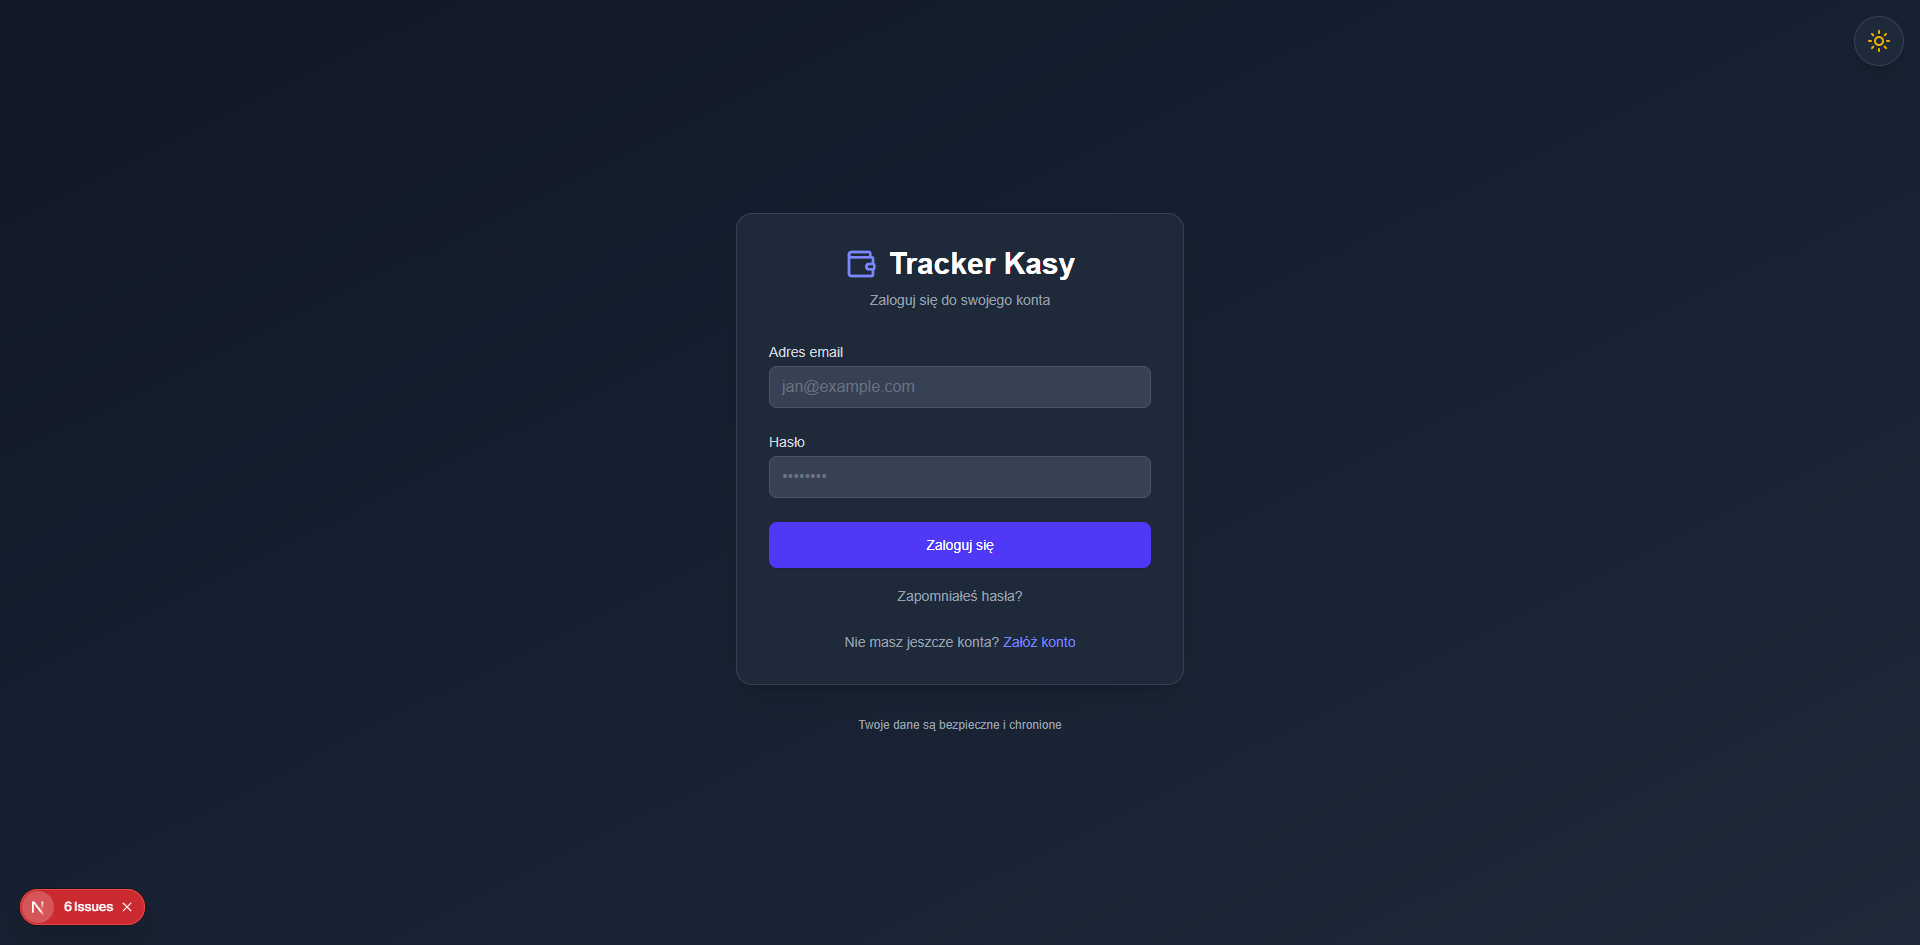 Tracker Kasy
Zaloguj się do swojego konta
Adres email
jan@example.com
Hasło
••••••••
Zaloguj się
Zapomniałeś hasła?
Nie masz jeszcze konta? Załóż konto
Twoje dane są bezpieczne i chronione
N 6 Issues